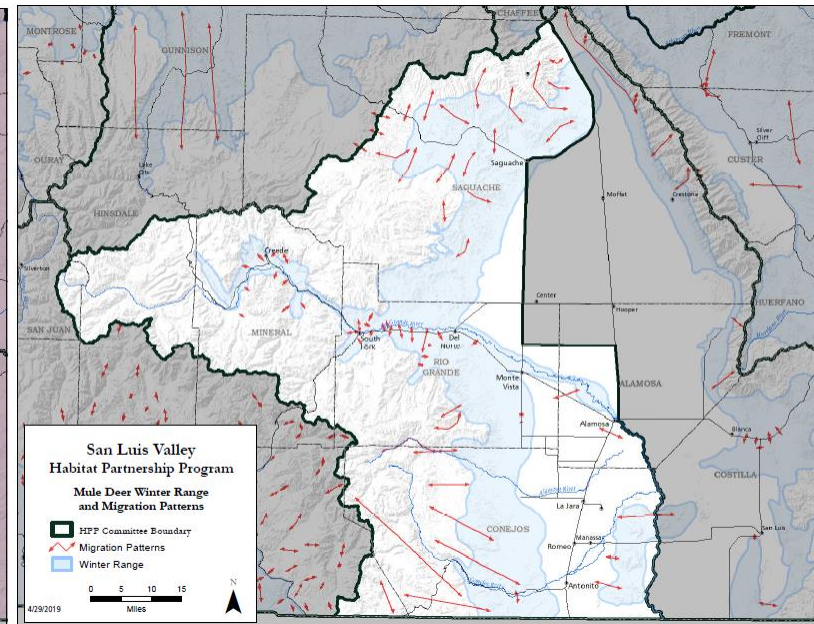 CHAFFEE
MONTROSE
FREMONT
GUNNISON
Silver
Cliff
OURAY
Saguache
CUSTER
Lake
City
SAGUACHE
Moffat
Crestone
HINSDALE
Creede
Silverton
Center
Hooper
HUERFANO
SAN JUAN
MINERAL
South
Fork
Del
Norte
RIO
GRANDE
Monte
Vista
ALAMOSA
Alamosa
Blanca
San Luis Valley
Habitat Partnership Program
Mule Deer Winter Range
and Migration Patterns
HPP Committee Boundary
Migration Patterns
Winter Range
0 5 10 15
Miles
N
4/29/2019
COSTILLA
La Jara
CONEJOS
San Luis
Manassa
Romeo
Antonito